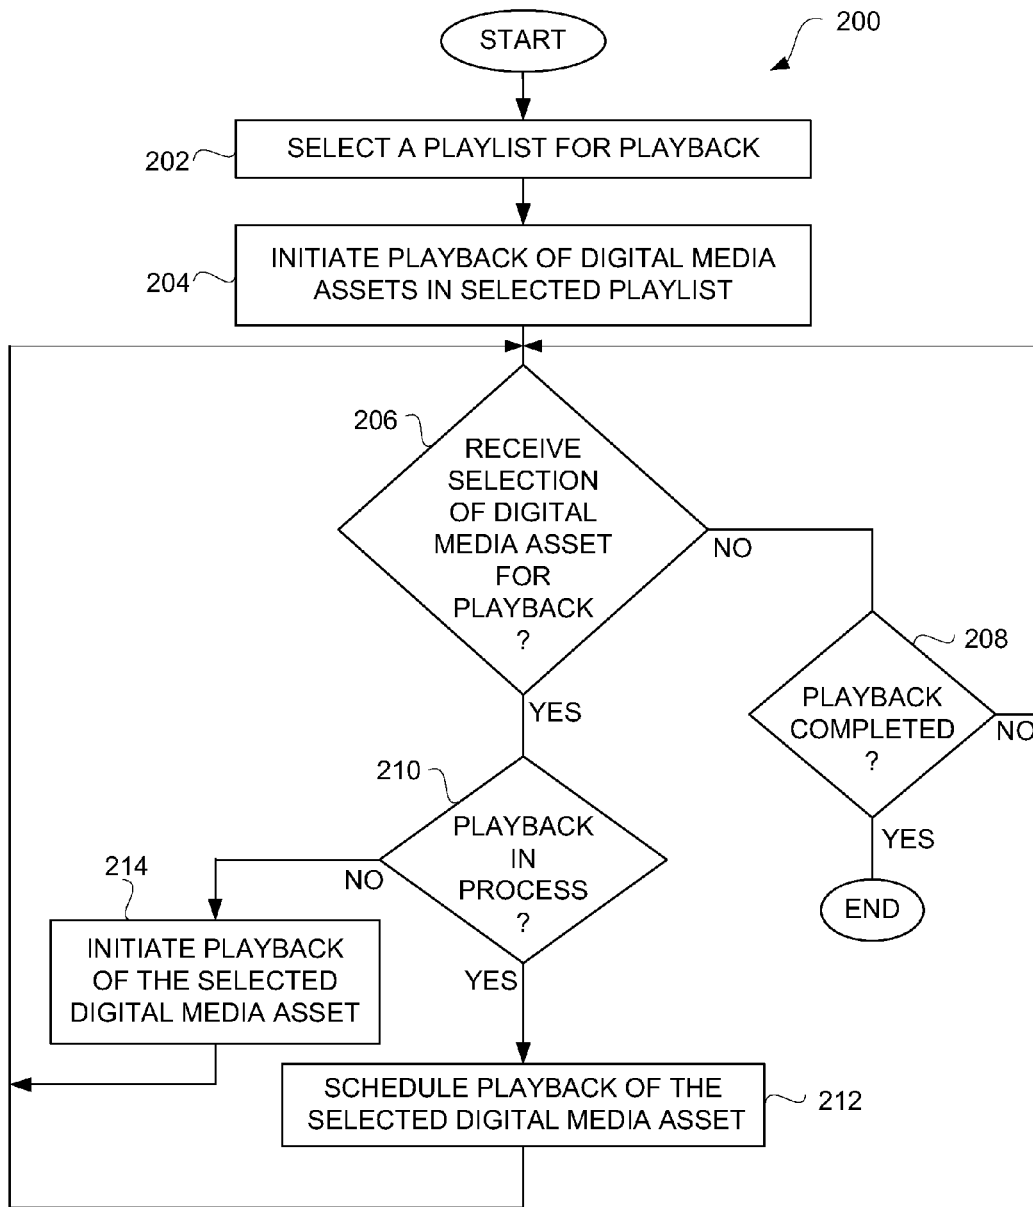 START
200
202
SELECT A PLAYLIST FOR PLAYBACK
204
INITIATE PLAYBACK OF DIGITAL MEDIA
ASSETS IN SELECTED PLAYLIST
206
RECEIVE
SELECTION
OF DIGITAL
MEDIA ASSET
FOR
PLAYBACK
?
NO
YES
208
PLAYBACK
COMPLETED
?
NO
YES
END
210
PLAYBACK
IN
PROCESS
?
NO
YES
214
INITIATE PLAYBACK
OF THE SELECTED
DIGITAL MEDIA ASSET
SCHEDULE PLAYBACK OF THE
SELECTED DIGITAL MEDIA ASSET
212